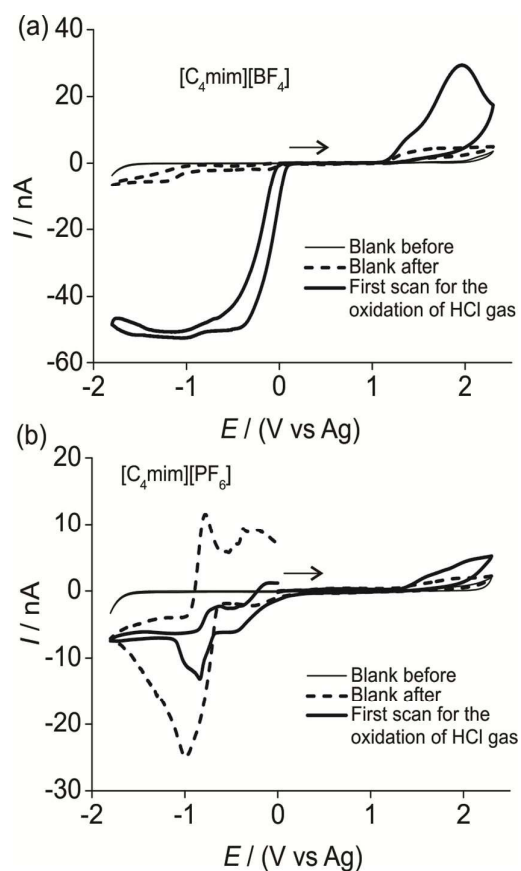 (a)
40
[C₄mim][BF₄]
20
0
-20
-40
-60
I / nA
Blank before
Blank after
First scan for the
oxidation of HCl gas
-2 -1 0 1 2
E / (V vs Ag)
(b)
20
[C₄mim][PF₆]
10
0
-10
-20
-30
I / nA
Blank before
Blank after
First scan for the
oxidation of HCl gas
-2 -1 0 1 2
E / (V vs Ag)